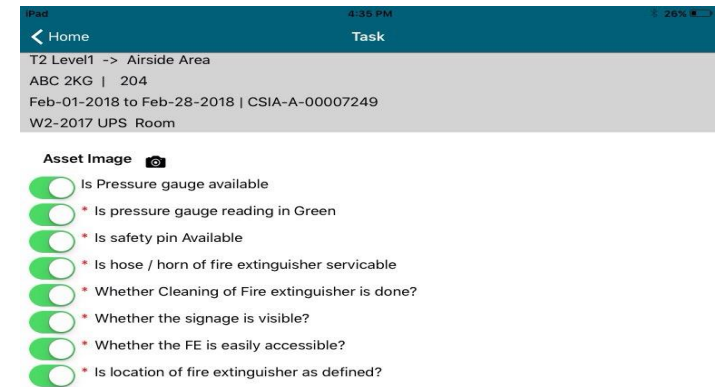 iPad 4:35 PM 26%
Home Task
T2 Level1 -> Airside Area
ABC 2KG | 204
Feb-01-2018 to Feb-28-2018 | CSIA-A-00007249
W2-2017 UPS Room
Asset Image
Is Pressure gauge available
* Is pressure gauge reading in Green
* Is safety pin Available
* Is hose / horn of fire extinguisher servicable
* Whether Cleaning of Fire extinguisher is done?
* Whether the signage is visible?
* Whether the FE is easily accessible?
* Is location of fire extinguisher as defined?